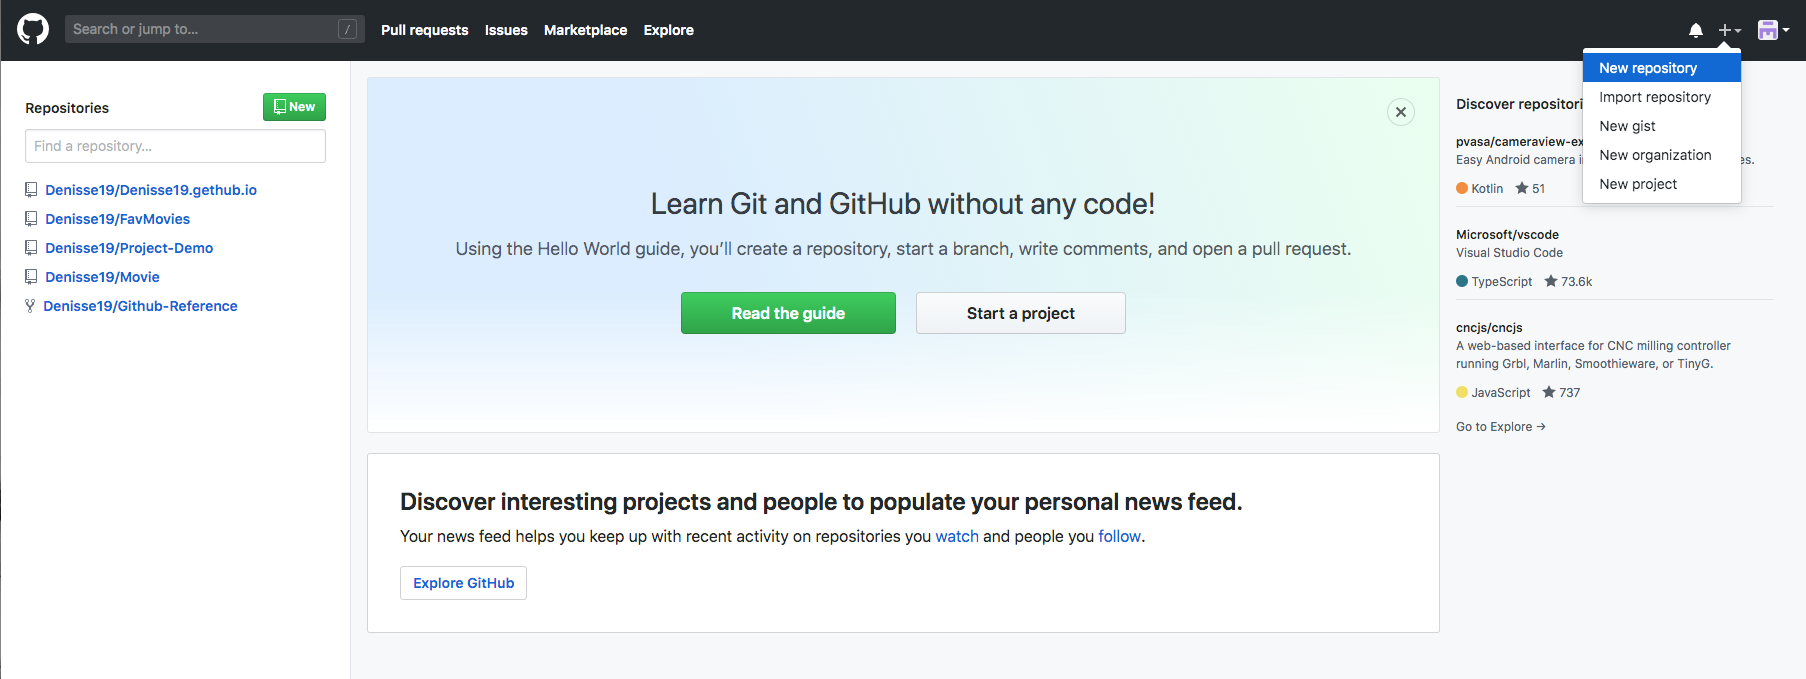 Search or jump to...
/
Pull requests
Issues
Marketplace
Explore
New repository
Import repository
New gist
New organization
New project
Repositories
New
Find a repository...
Denisse19/Denisse19.gethub.io
Denisse19/FavMovies
Denisse19/Project-Demo
Denisse19/Movie
Denisse19/Github-Reference
Learn Git and GitHub without any code!
Using the Hello World guide, you’ll create a repository, start a branch, write comments, and open a pull request.
Read the guide
Start a project
Discover interesting projects and people to populate your personal news feed.
Your news feed helps you keep up with recent activity on repositories you watch and people you follow.
Explore GitHub
Discover repositori
pvasa/cameraview-ex
Easy Android camera i
es.
Kotlin
51
Microsoft/vscode
Visual Studio Code
TypeScript
73.6k
cncjs/cncjs
A web-based interface for CNC milling controller
running Grbl, Marlin, Smoothieware, or TinyG.
JavaScript
737
Go to Explore →